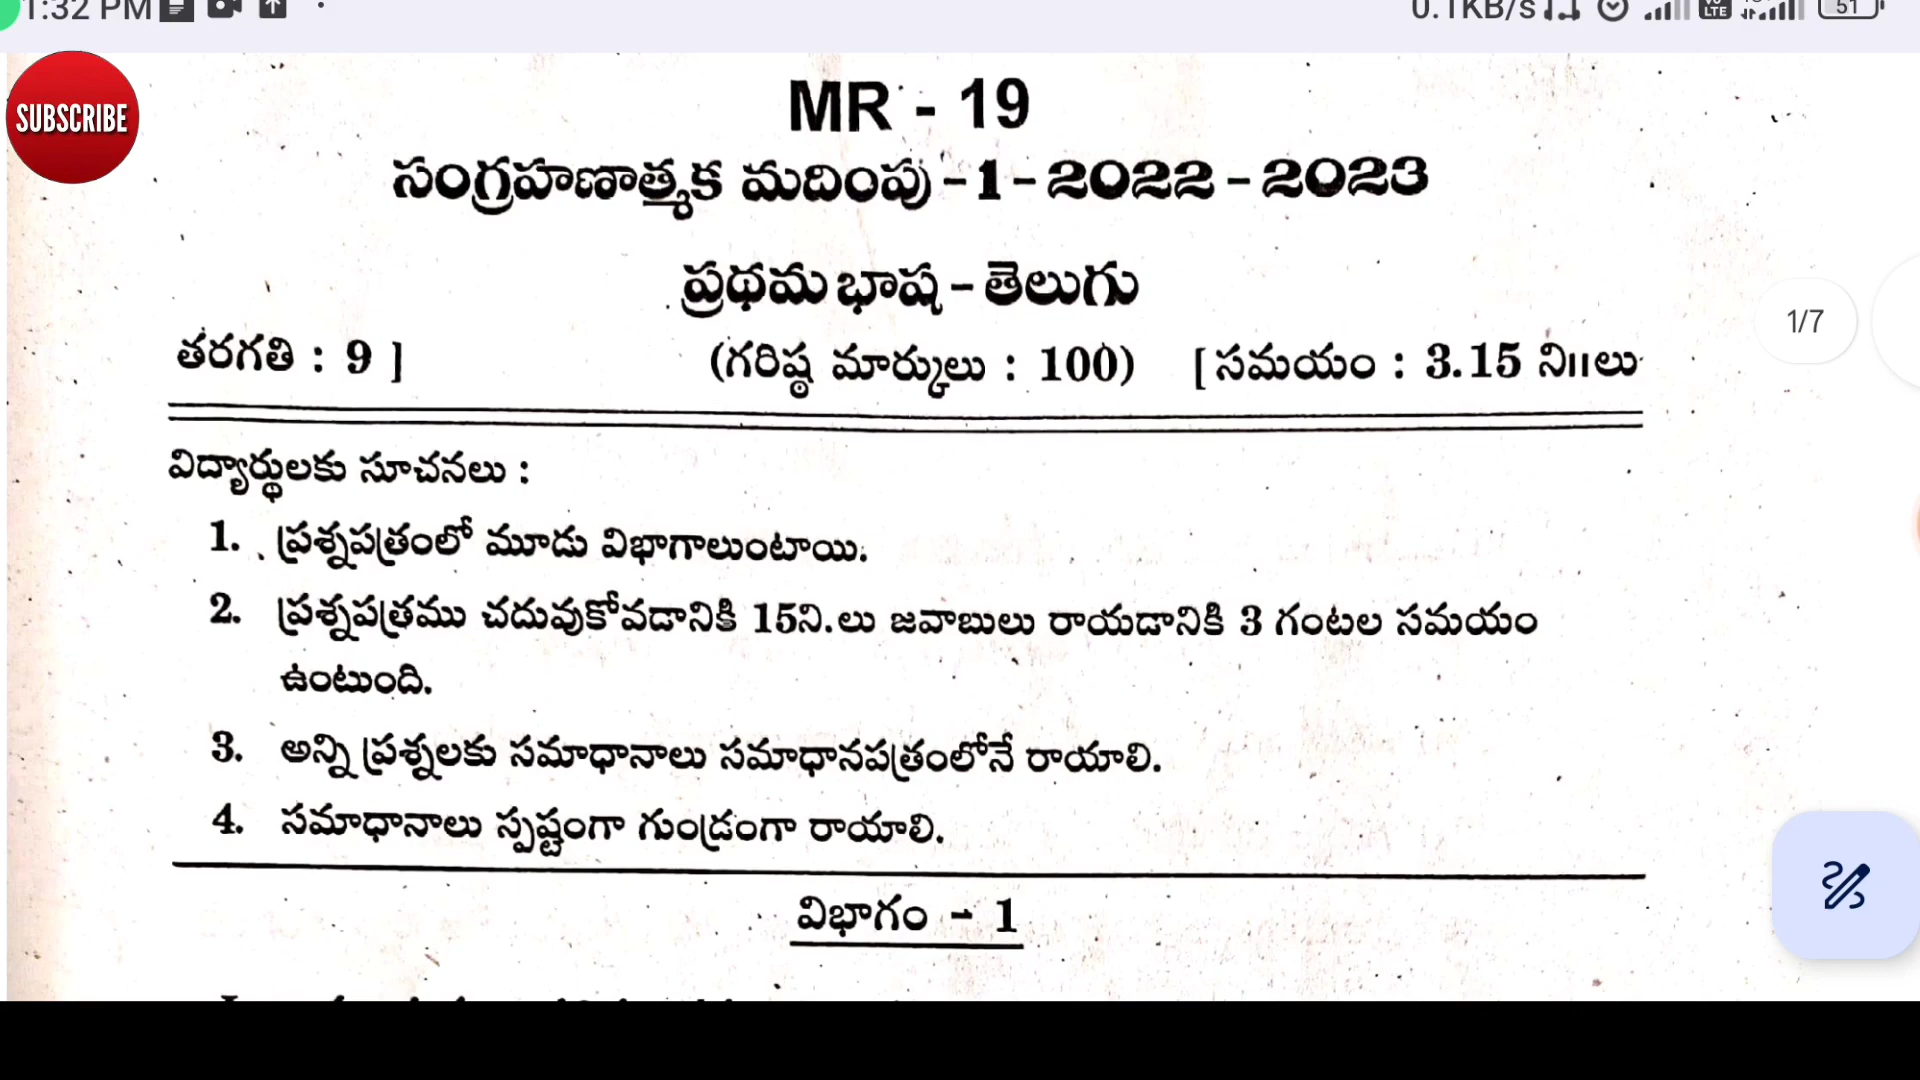 1:32 PM
0.1KB/s
51
SUBSCRIBE
MR - 19
సంగ్రహణాత్మక మదింపు -1- 2022 - 2023
ప్రథమ భాష - తెలుగు
1/7
తరగతి : 9 ] (గరిష్ఠ మార్కులు : 100) [ సమయం : 3.15 ని॥లు
విద్యార్థులకు సూచనలు :
1. ప్రశ్నపత్రంలో మూడు విభాగాలుంటాయి.
2. ప్రశ్నపత్రము చదువుకోవడానికి 15ని.లు జవాబులు రాయడానికి 3 గంటల సమయం
ఉంటుంది.
3. అన్ని ప్రశ్నలకు సమాధానాలు సమాధానపత్రంలోనే రాయాలి.
4. సమాధానాలు స్పష్టంగా గుండ్రంగా రాయాలి.
విభాగం - 1